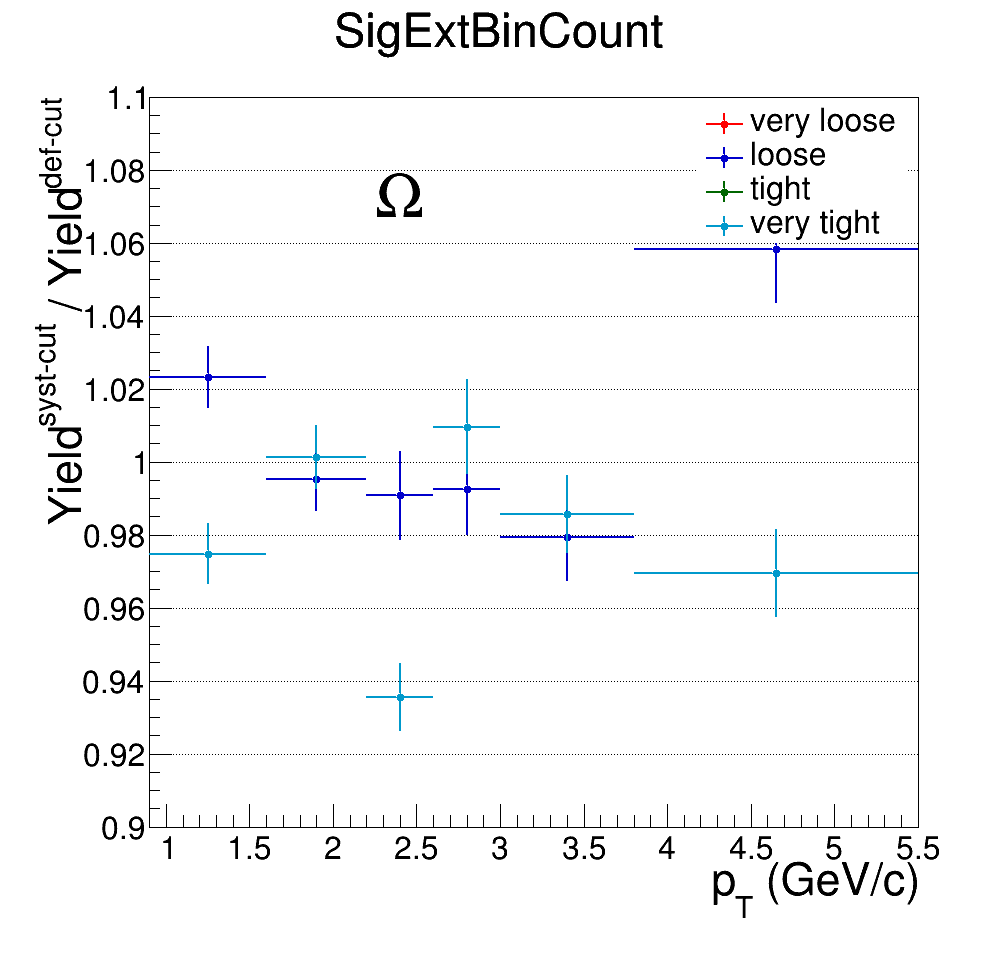 SigExtBinCount
Yield^syst-cut / Yield^def-cut
1.1
1.08
1.06
1.04
1.02
1
0.98
0.96
0.94
0.92
0.9
Ω
very loose
loose
tight
very tight
1 1.5 2 2.5 3 3.5 4 4.5 5 5.5
p_T (GeV/c)